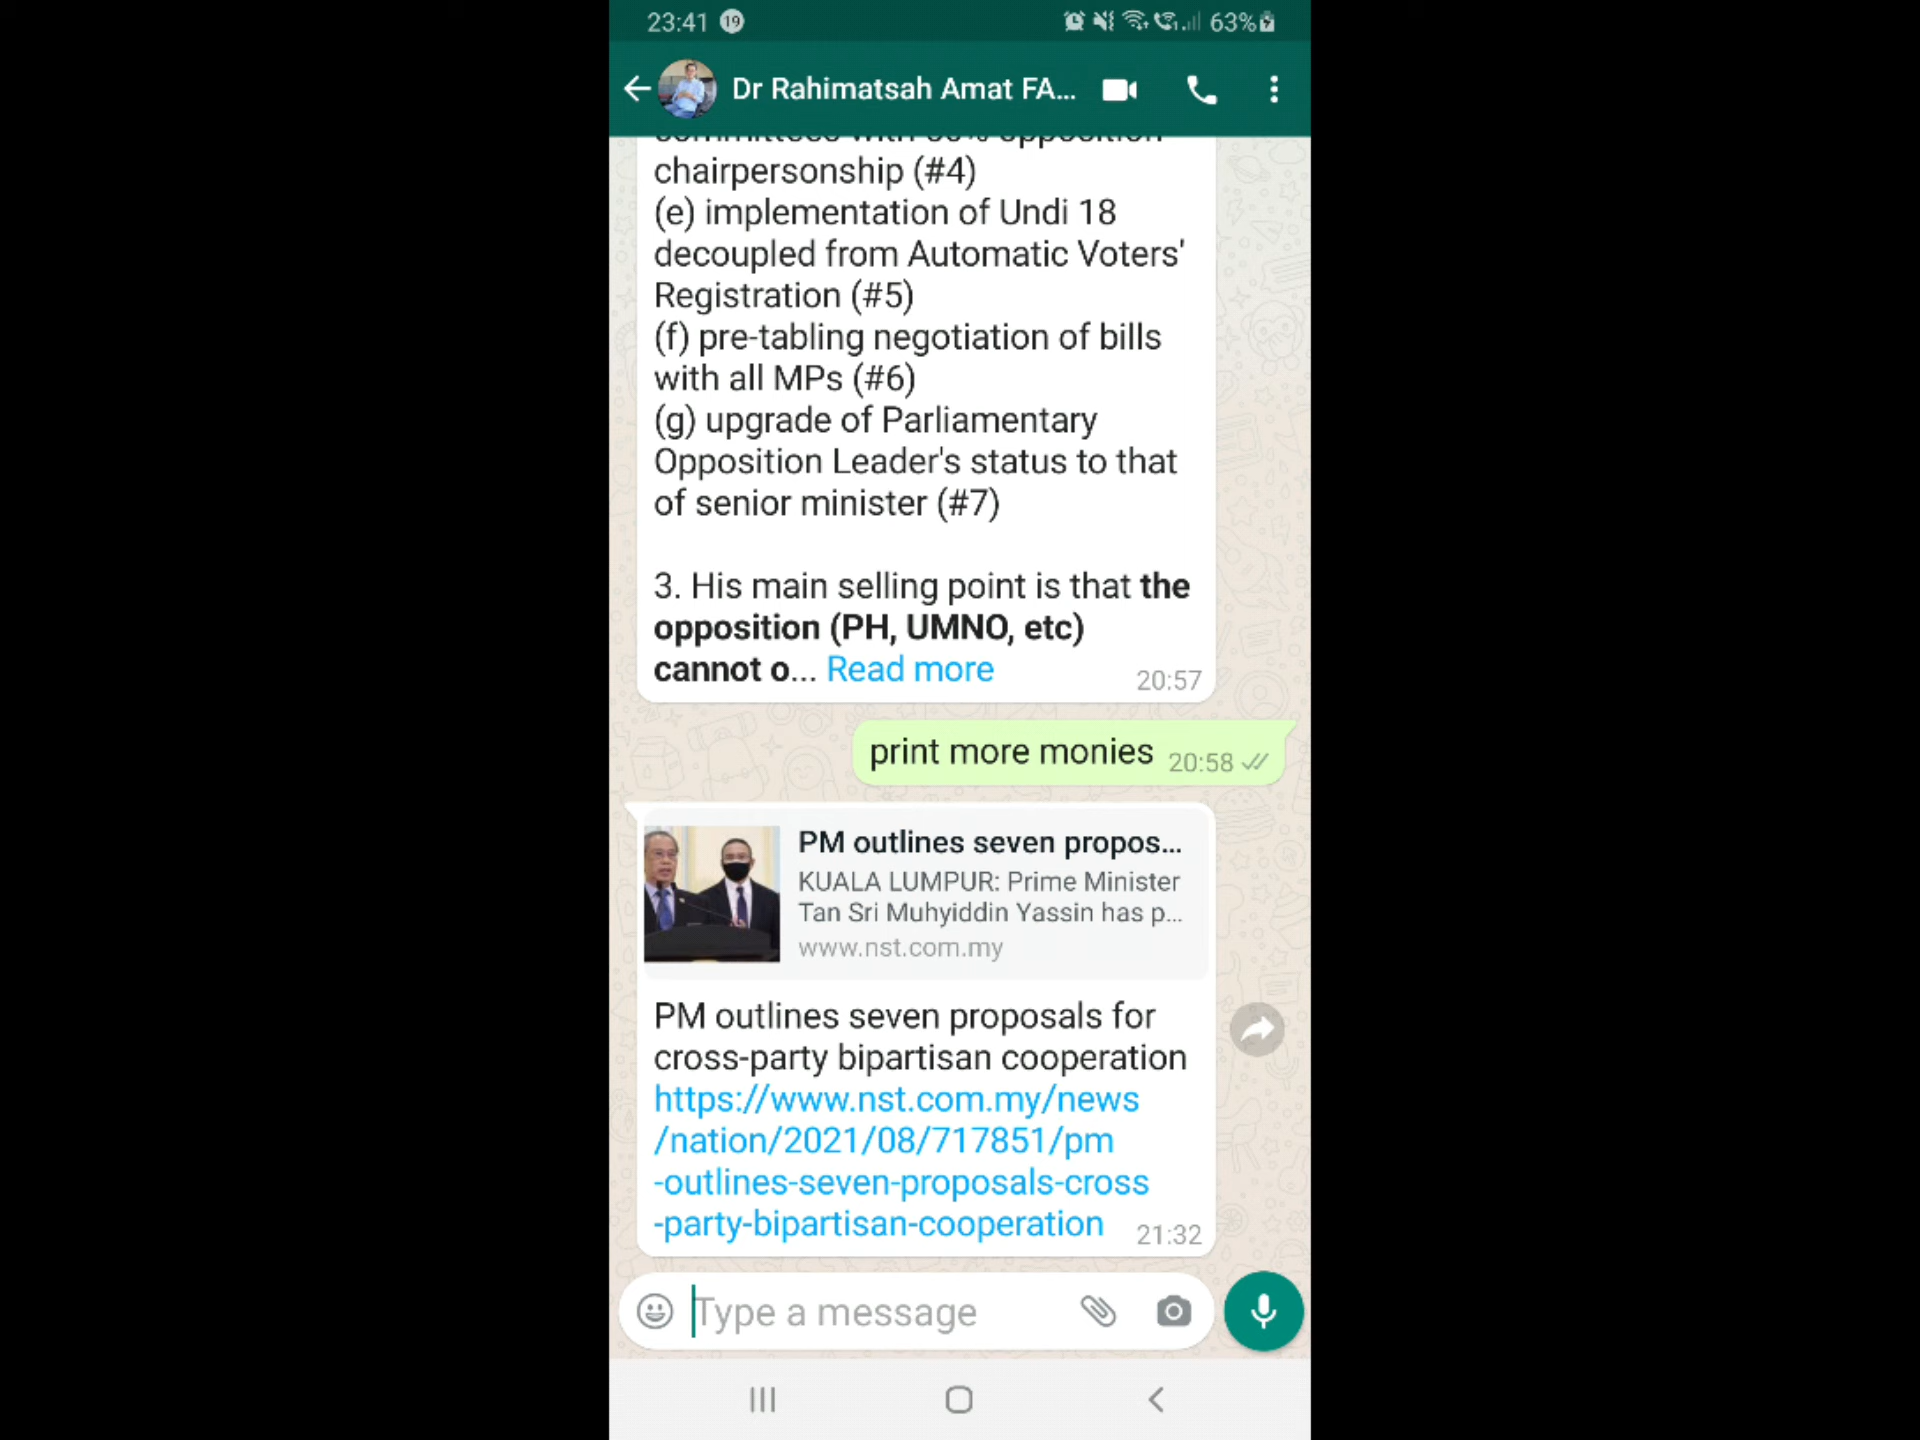 23:41 19 63%
Dr Rahimatsah Amat FA...
chairpersonship (#4)
(e) implementation of Undi 18
decoupled from Automatic Voters'
Registration (#5)
(f) pre-tabling negotiation of bills
with all MPs (#6)
(g) upgrade of Parliamentary
Opposition Leader's status to that
of senior minister (#7)
3. His main selling point is that the
opposition (PH, UMNO, etc)
cannot o... Read more 20:57
print more monies 20:58
PM outlines seven propos...
KUALA LUMPUR: Prime Minister
Tan Sri Muhyiddin Yassin has p...
www.nst.com.my
PM outlines seven proposals for
cross-party bipartisan cooperation
https://www.nst.com.my/news
/nation/2021/08/717851/pm
-outlines-seven-proposals-cross
-party-bipartisan-cooperation 21:32
Type a message